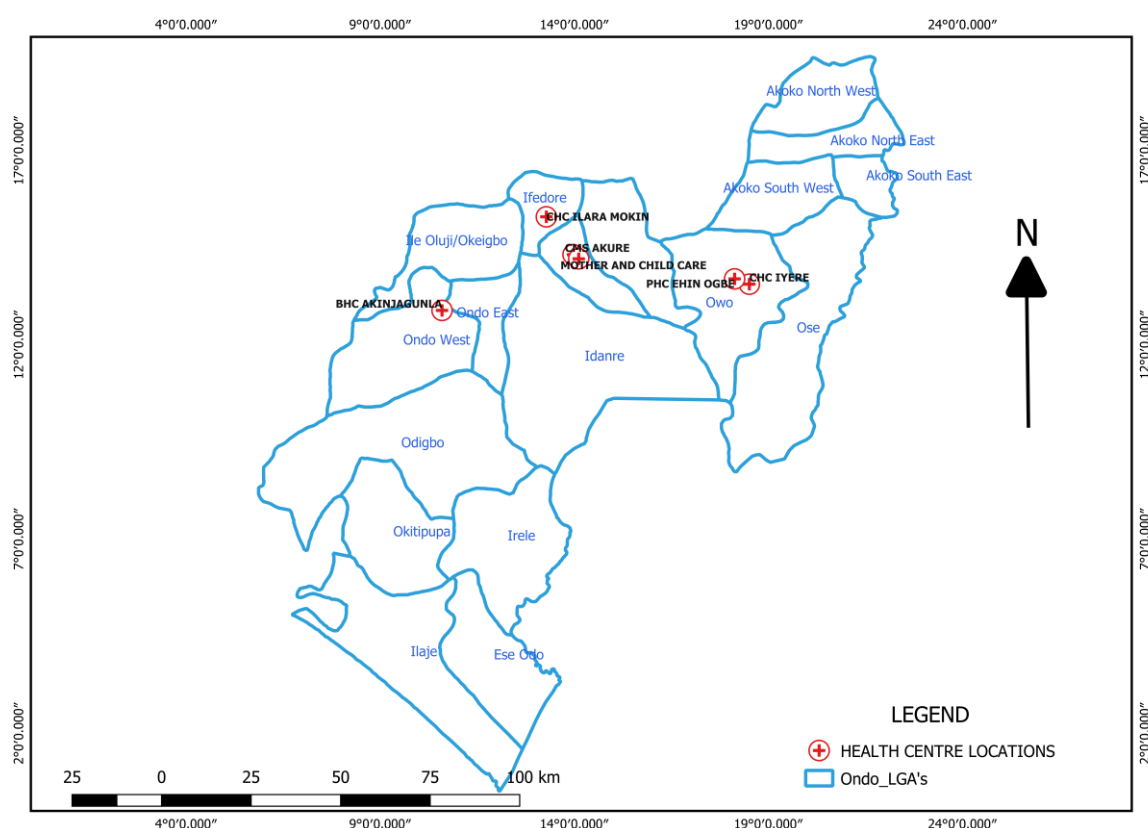 4°0'0.000"
9°0'0.000"
14°0'0.000"
19°0'0.000"
24°0'0.000"
17°0'0.000"
17°0'0.000"
12°0'0.000"
12°0'0.000"
7°0'0.000"
7°0'0.000"
2°0'0.000"
2°0'0.000"
Akoko North West
Akoko North East
Akoko South East
Akoko South West
Ifedore
CHC ILARA MOKIN
Ile Oluji/Okeigbo
CMS AKURE
MOTHER AND CHILD CARE
CHC IYERE
PHC EHIN OGBE
Owo
BHC AKINJAGUNLA
Ondo East
Ose
Ondo West
Idanre
N
Odigbo
Okitipupa
Irele
Ilaje
Ese Odo
LEGEND
HEALTH CENTRE LOCATIONS
Ondo_LGA's
25 0 25 50 75 100 km
4°0'0.000"
9°0'0.000"
14°0'0.000"
19°0'0.000"
24°0'0.000"